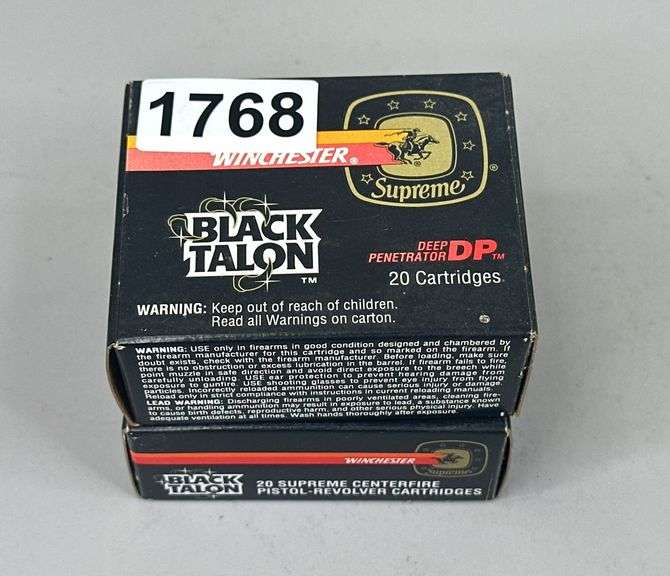 1768
WINCHESTER®
Supreme ®
BLACK
TALON™
DEEP
PENETRATOR DP™
20 Cartridges
WARNING: Keep out of reach of children.
Read all Warnings on carton.
WARNING: USE only in firearms in good condition designed and chambered by
the firearm manufacturer for this cartridge and so marked on the firearm. If
doubt exists, check with the firearm manufacturer. Before loading, make sure
there is no obstruction or excess lubrication in the barrel. If firearm fails to fire,
point muzzle in safe direction and avoid direct exposure to the breech while
carefully unloading. USE ear protection to prevent hearing damage from
exposure to gunfire. USE shooting glasses to prevent eye injury from flying
particles. Incorrectly reloaded ammunition can cause serious injury or damage.
Reload only in strict compliance with instructions in current reloading manuals.
LEAD WARNING: Discharging firearms in poorly ventilated areas, cleaning fire-
arms, or handling ammunition may result in exposure to lead, a substance known
to cause birth defects, reproductive harm, and other serious physical injury. Have
adequate ventilation at all times. Wash hands thoroughly after exposure.
WINCHESTER
Supreme
BLACK
TALON
20 SUPREME CENTERFIRE
PISTOL-REVOLVER CARTRIDGES